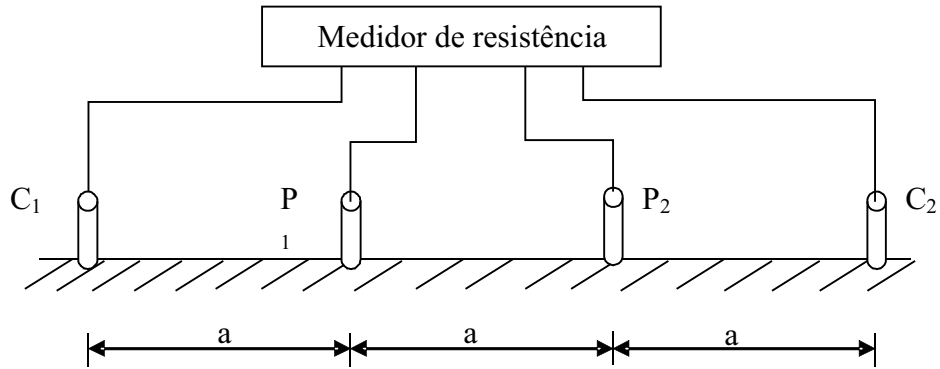 Medidor de resistência
C₁
P
1
P₂
C₂
a
a
a